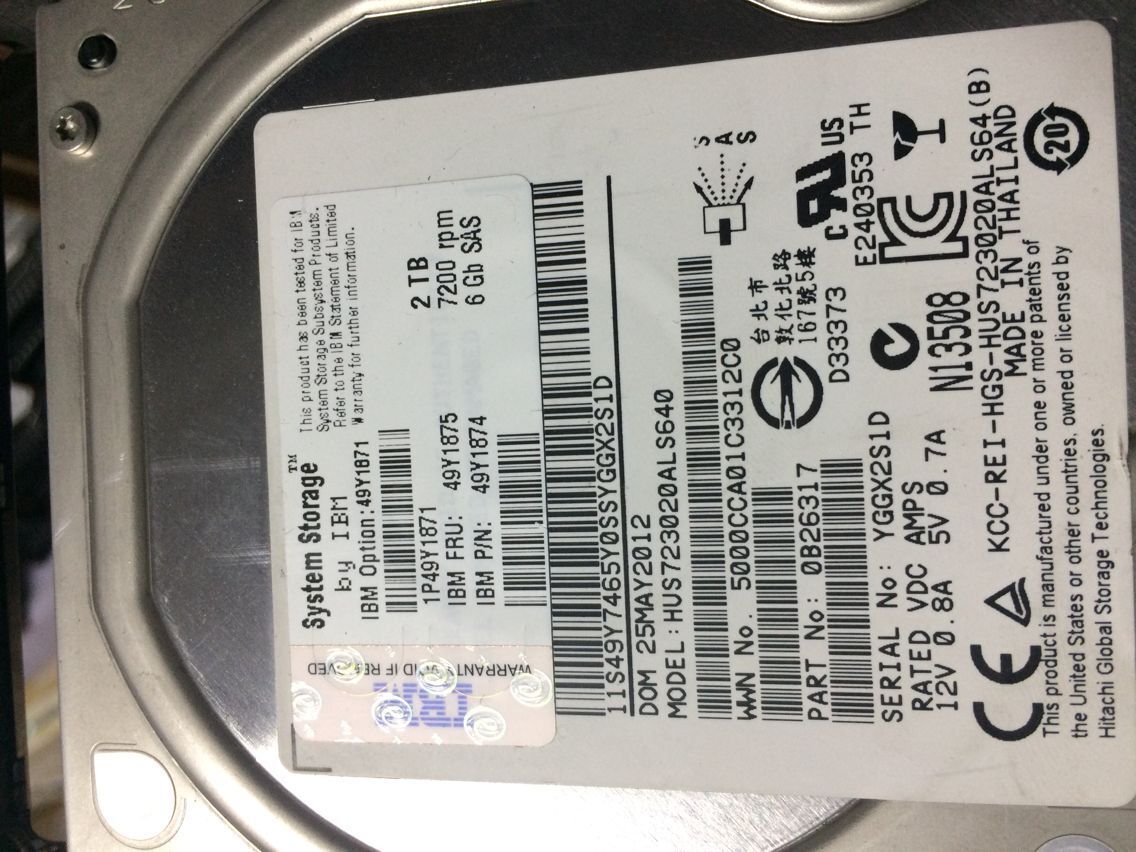 System Storage™
by IBM
This product has been tested for IBM
System Storage Subsystem Products.
Refer to the IBM Statement of Limited
Warranty for further information.
IBM Option:49Y1871
1P49Y1871
IBM FRU: 49Y1875
IBM P/N: 49Y1874
2 TB
7200 rpm
6 Gb SAS
WARRANTY VOID IF REMOVED
11S49Y7465Y0SSYGGX2S1D
DOM 25MAY2012
MODEL:HUS723020ALS640
WWN No. 5000CCA01C3312C0
PART No: 0B26317
SERIAL No: YGGX2S1D
RATED VDC AMPS
12V 0.8A 5V 0.7A
SAS
台北市
敦化北路
167號5樓
D33373
C UR US
E240353 TH
N13508
CE
KCC-REI-HGS-HUS723020ALS64(B)
MADE IN THAILAND
20
This product is manufactured under one or more patents of
the United States or other countries, owned or licensed by
Hitachi Global Storage Technologies.